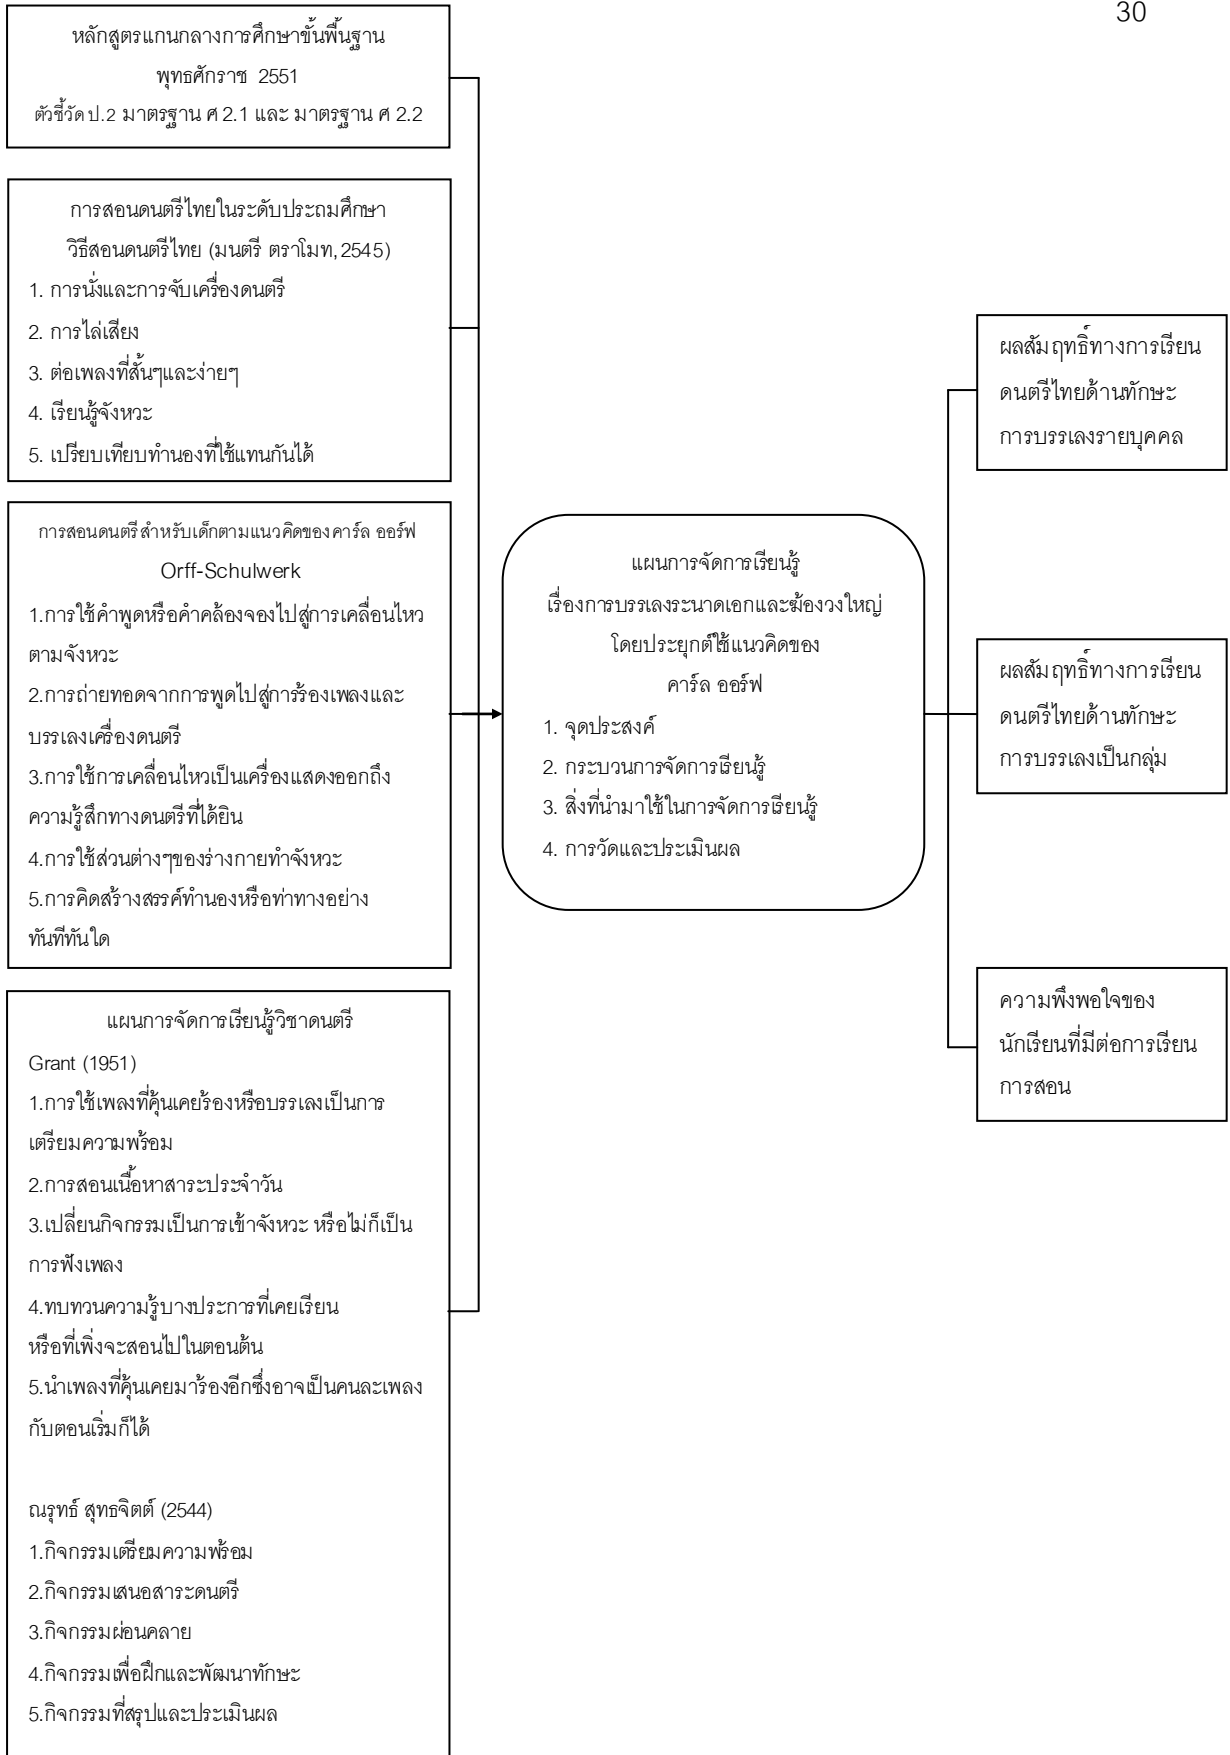 30
หลักสูตรแกนกลางการศึกษาขั้นพื้นฐาน
พุทธศักราช 2551
ตัวชี้วัด ป.2 มาตรฐาน ศ 2.1 และ มาตรฐาน ศ 2.2
การสอนดนตรีไทยในระดับประถมศึกษา
วิธีสอนดนตรีไทย (มนตรี ตราโมท, 2545)
1. การนั่งและการจับเครื่องดนตรี
2. การไล่เสียง
3. ต่อเพลงที่สั้นๆและง่ายๆ
4. เรียนรู้จังหวะ
5. เปรียบเทียบทำนองที่ใช้แทนกันได้
การสอนดนตรีสำหรับเด็กตามแนวคิดของคาร์ล ออร์ฟ
Orff-Schulwerk
1.การใช้คำพูดหรือคำคล้องจองไปสู่การเคลื่อนไหว
ตามจังหวะ
2.การถ่ายทอดจากการพูดไปสู่การร้องเพลงและ
บรรเลงเครื่องดนตรี
3.การใช้การเคลื่อนไหวเป็นเครื่องแสดงออกถึง
ความรู้สึกทางดนตรีที่ได้ยิน
4.การใช้ส่วนต่างๆของร่างกายทำจังหวะ
5.การคิดสร้างสรรค์ทำนองหรือท่าทางอย่าง
ทันทีทันใด
แผนการจัดการเรียนรู้วิชาดนตรี
Grant (1951)
1.การใช้เพลงที่คุ้นเคยร้องหรือบรรเลงเป็นการ
เตรียมความพร้อม
2.การสอนเนื้อหาสาระประจำวัน
3.เปลี่ยนกิจกรรมเป็นการเข้าจังหวะ หรือไม่ก็เป็น
การฟังเพลง
4.ทบทวนความรู้บางประการที่เคยเรียน
หรือที่เพิ่งจะสอนไปในตอนต้น
5.นำเพลงที่คุ้นเคยมาร้องอีกซึ่งอาจเป็นคนละเพลง
กับตอนเริ่มก็ได้
ณรุทธ์ สุทธจิตต์ (2544)
1.กิจกรรมเตรียมความพร้อม
2.กิจกรรมเสนอสาระดนตรี
3.กิจกรรมผ่อนคลาย
4.กิจกรรมเพื่อฝึกและพัฒนาทักษะ
5.กิจกรรมที่สรุปและประเมินผล
แผนการจัดการเรียนรู้
เรื่องการบรรเลงระนาดเอกและฆ้องวงใหญ่
โดยประยุกต์ใช้แนวคิดของ
คาร์ล ออร์ฟ
1. จุดประสงค์
2. กระบวนการจัดการเรียนรู้
3. สิ่งที่นำมาใช้ในการจัดการเรียนรู้
4. การวัดและประเมินผล
ผลสัมฤทธิ์ทางการเรียน
ดนตรีไทยด้านทักษะ
การบรรเลงรายบุคคล
ผลสัมฤทธิ์ทางการเรียน
ดนตรีไทยด้านทักษะ
การบรรเลงเป็นกลุ่ม
ความพึงพอใจของ
นักเรียนที่มีต่อการเรียน
การสอน